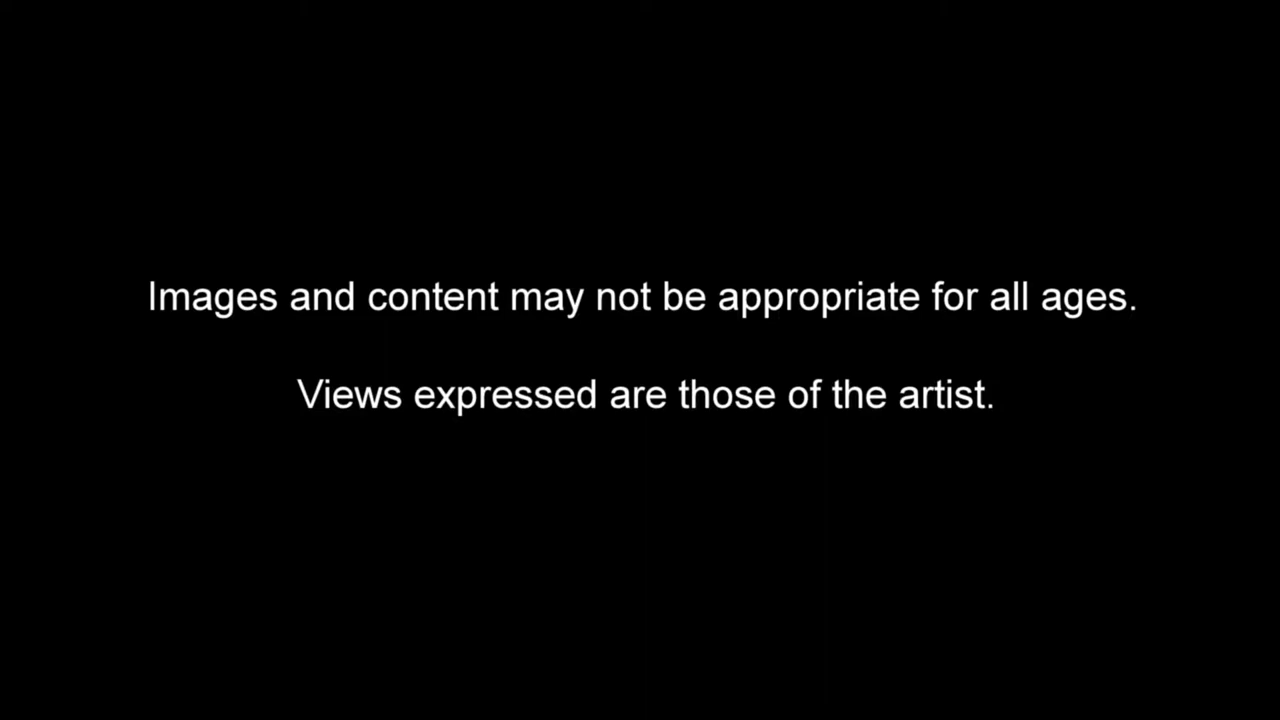 Images and content may not be appropriate for all ages.
Views expressed are those of the artist.